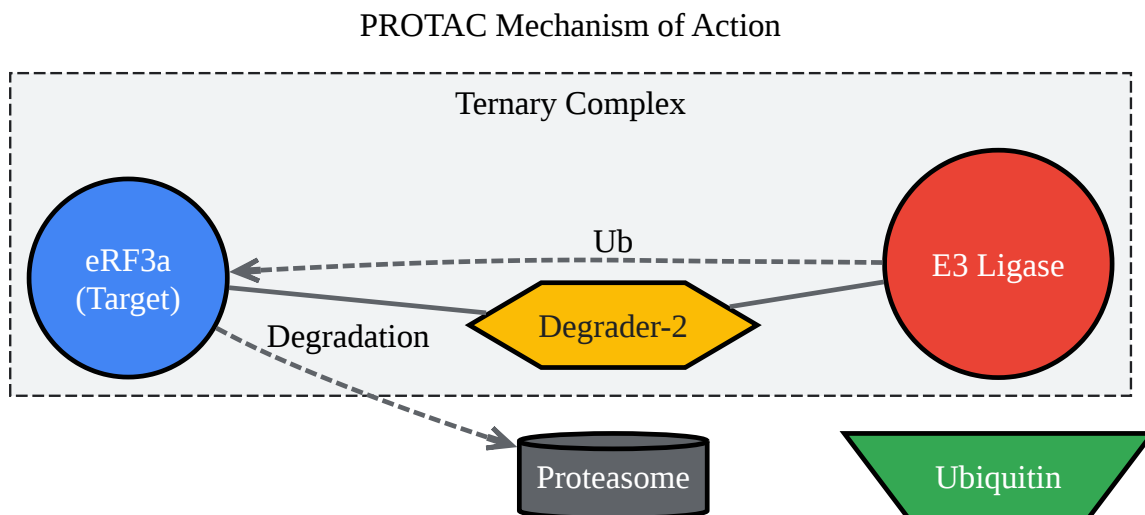 PROTAC Mechanism of Action
Ternary Complex
Ub
eRF3a
(Target)
E3 Ligase
Degrader-2
Degradation
Proteasome
Ubiquitin